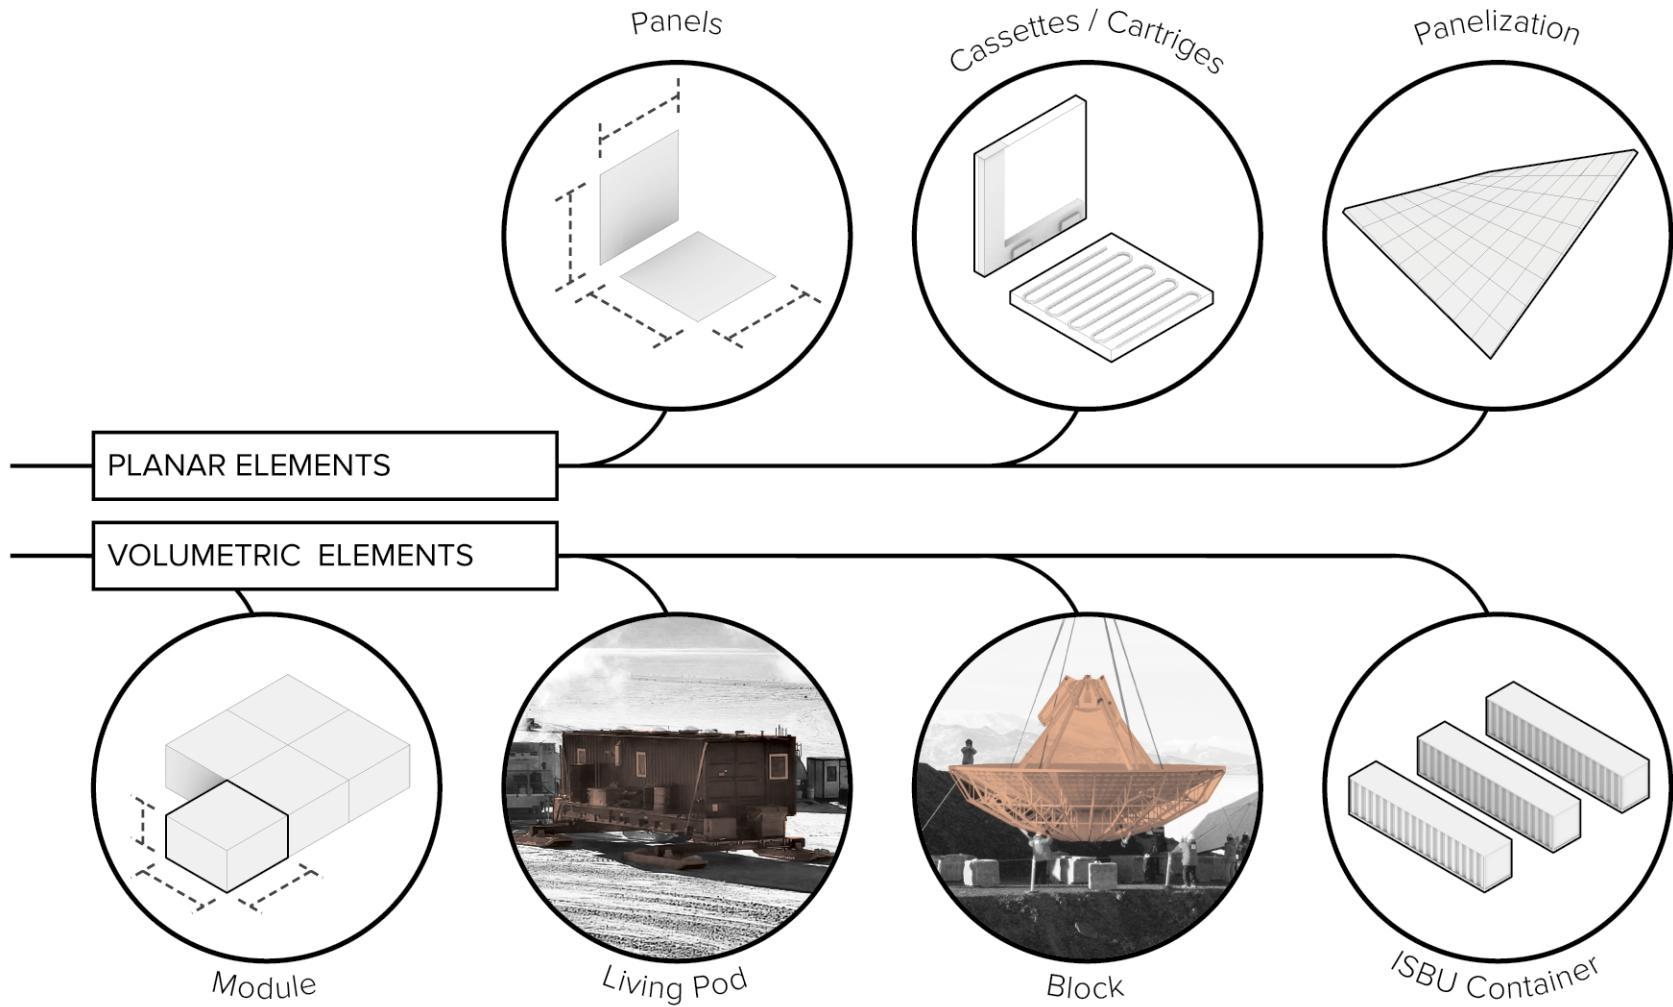 Panels
Cassettes / Cartriges
Panelization
PLANAR ELEMENTS
VOLUMETRIC ELEMENTS
Module
Living Pod
Block
ISBU Container